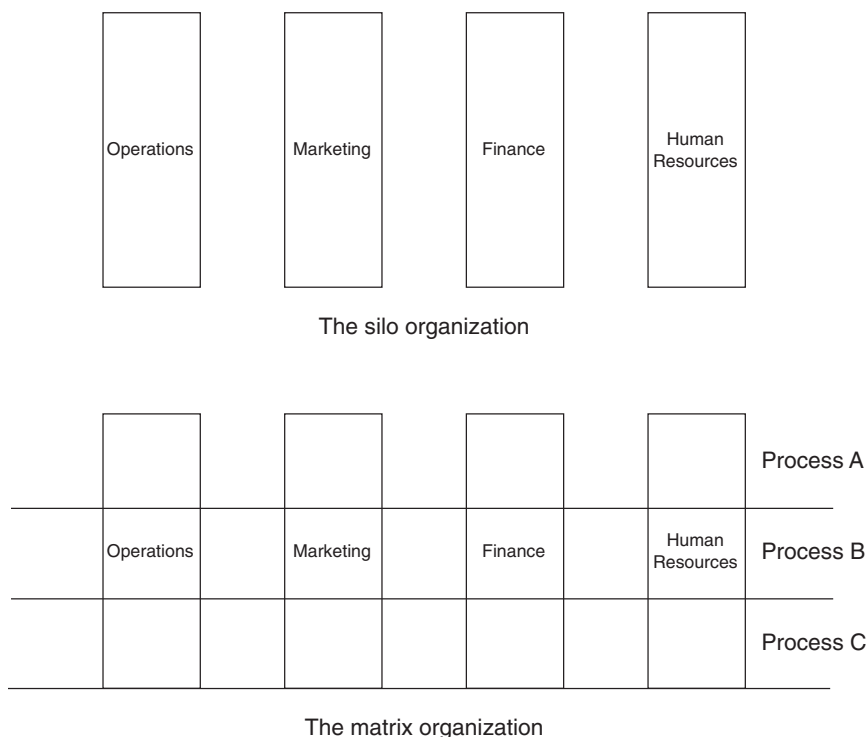 Operations
Marketing
Finance
Human
Resources
The silo organization
Process A
Operations
Marketing
Finance
Human
Resources
Process B
Process C
The matrix organization